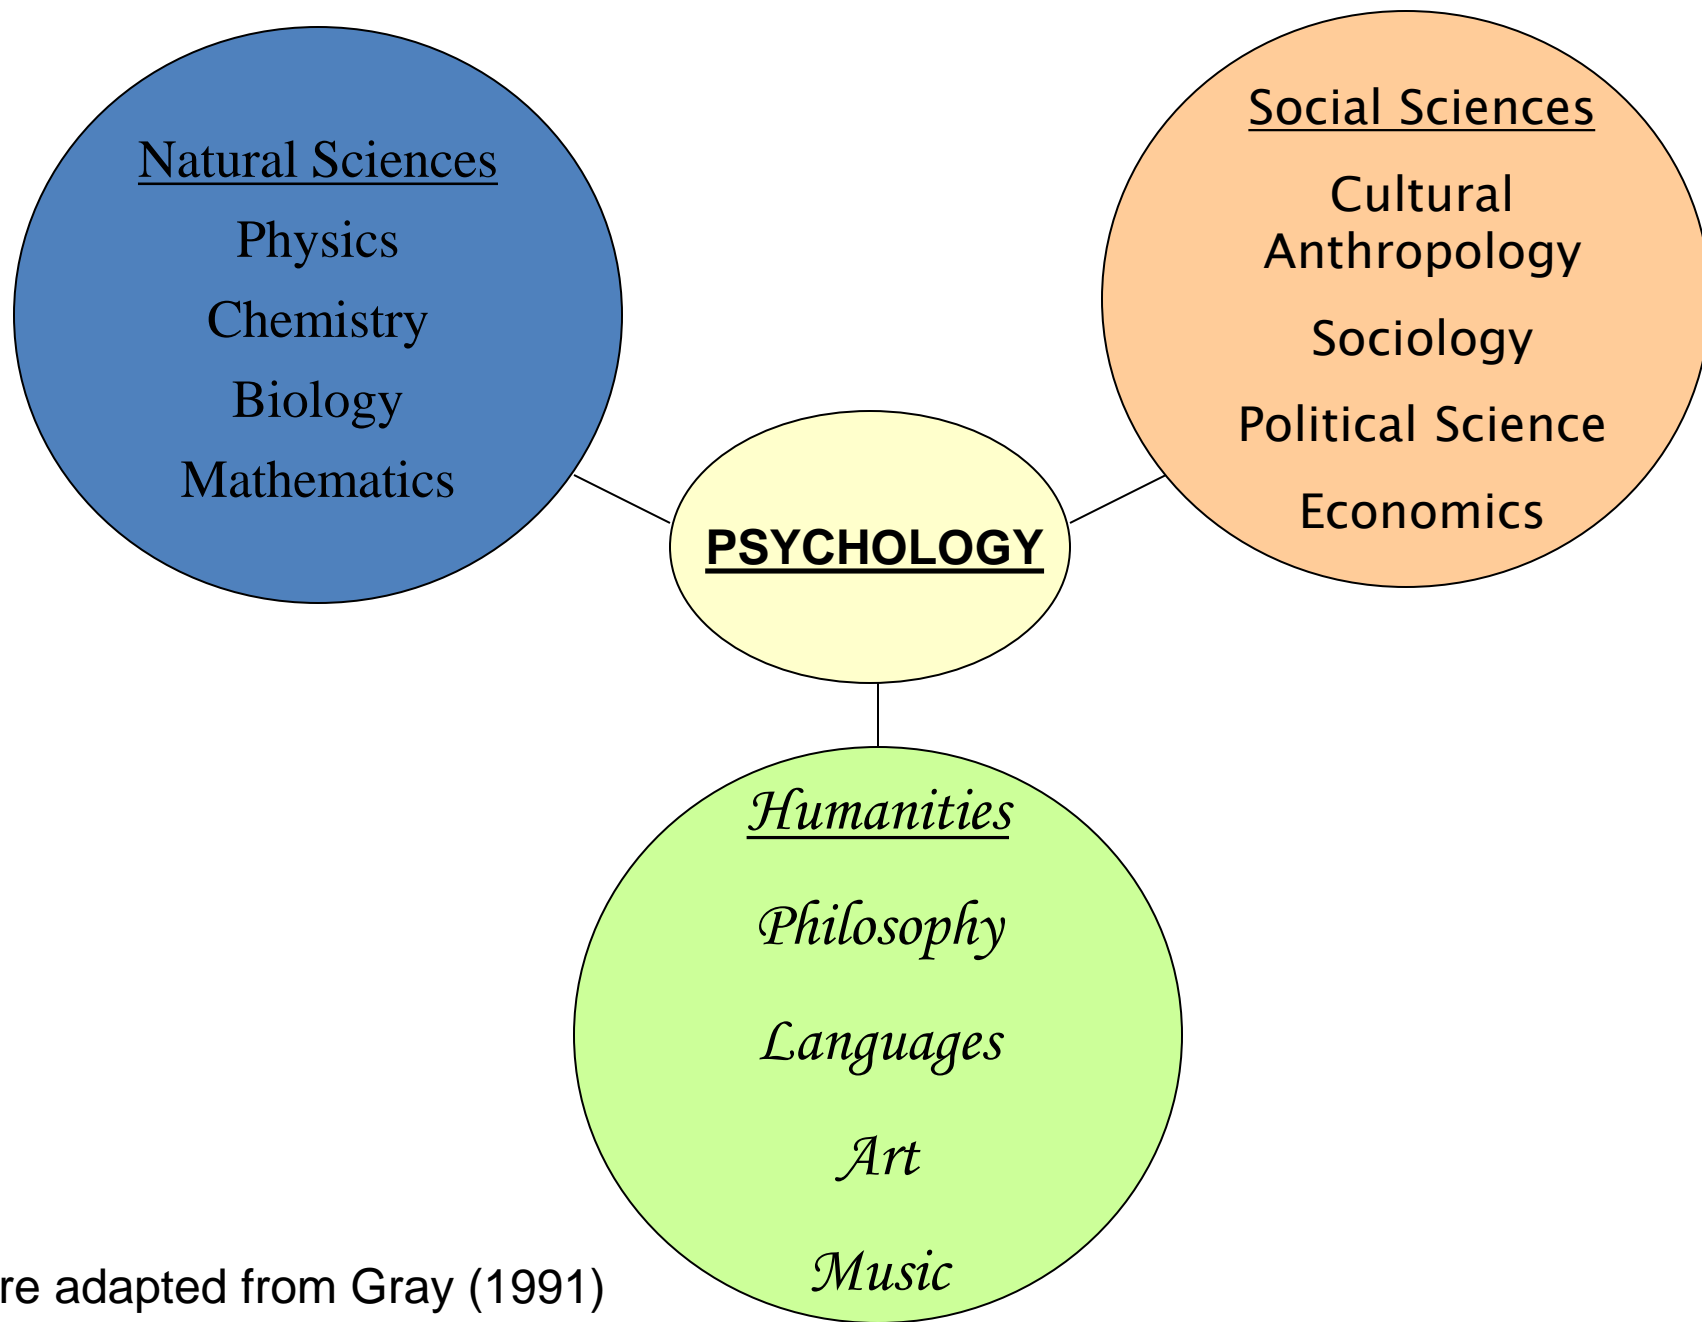 Natural Sciences
Physics
Chemistry
Biology
Mathematics
Social Sciences
Cultural
Anthropology
Sociology
Political Science
Economics
PSYCHOLOGY
Humanities
Philosophy
Languages
Art
Music
adapted from Gray (1991)